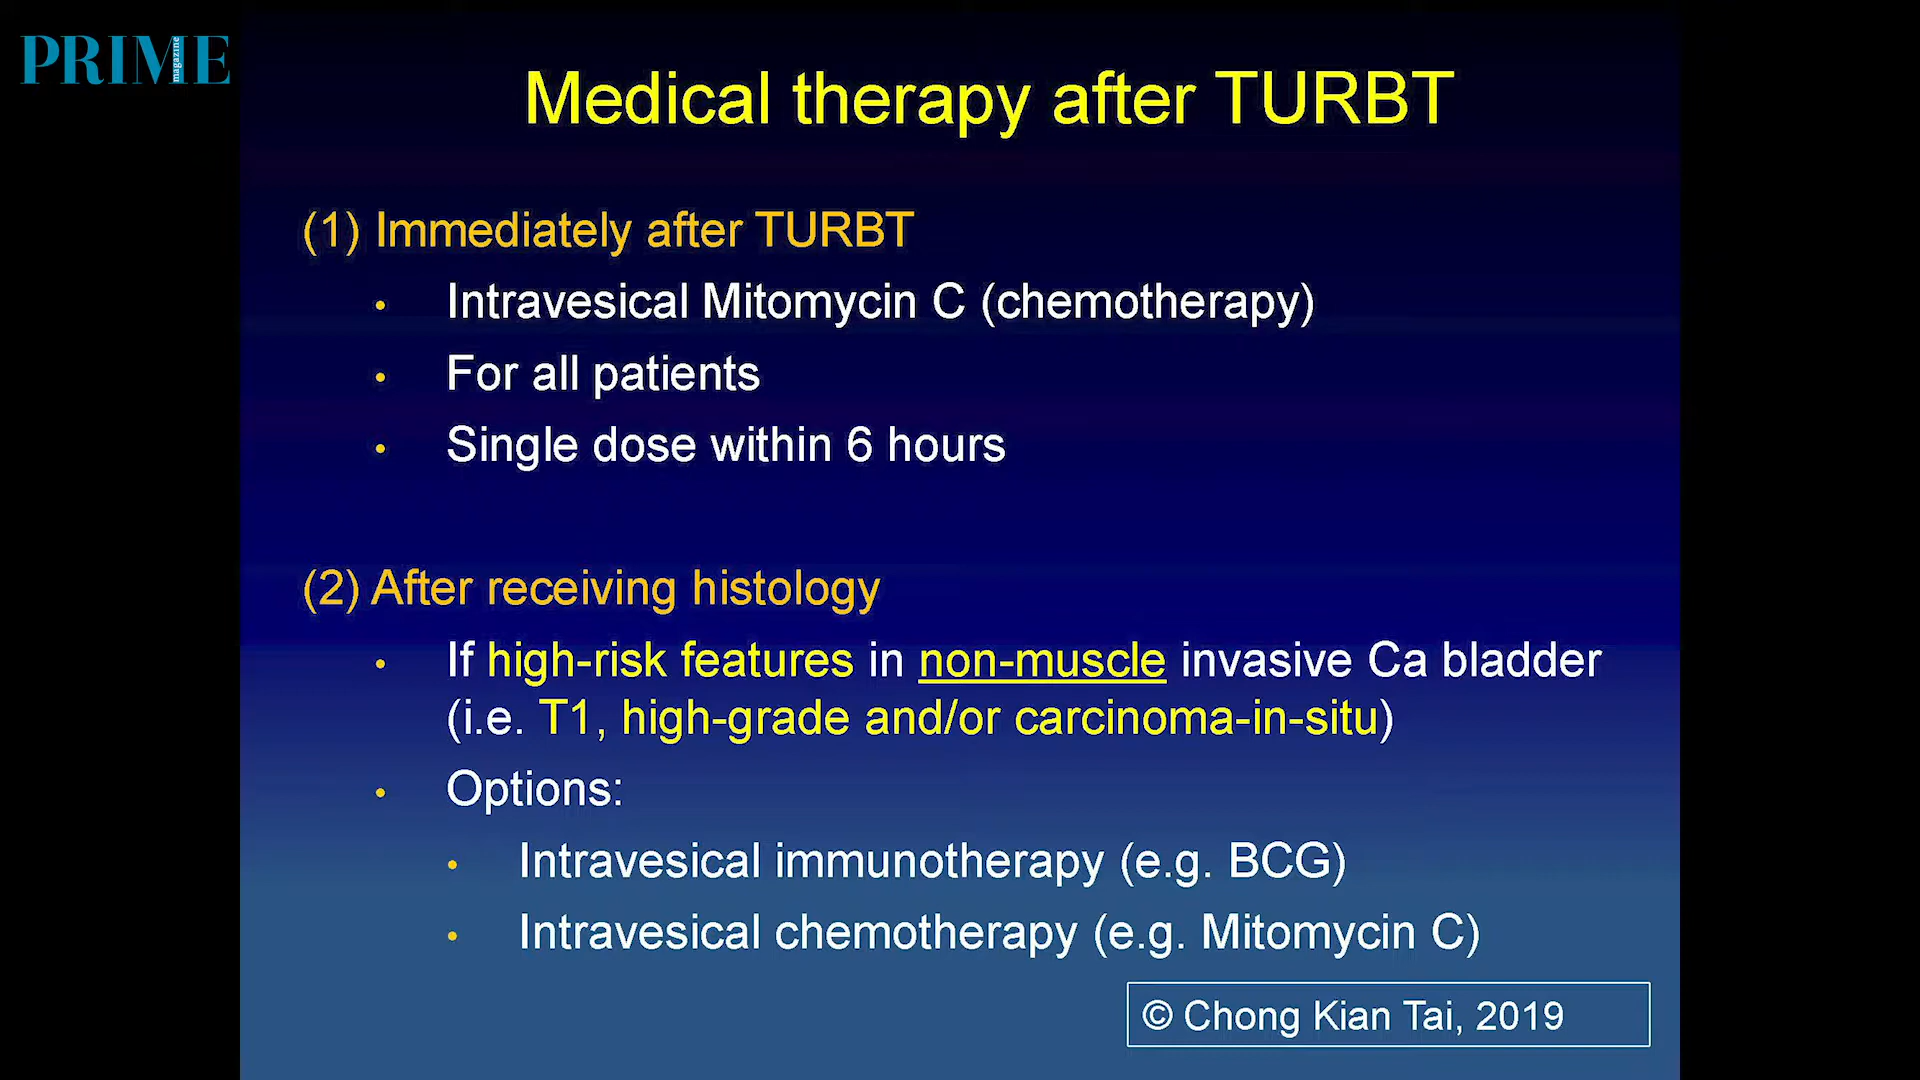 PRIME
magazine
Medical therapy after TURBT
(1) Immediately after TURBT
• Intravesical Mitomycin C (chemotherapy)
• For all patients
• Single dose within 6 hours
(2) After receiving histology
• If high-risk features in non-muscle invasive Ca bladder
(i.e. T1, high-grade and/or carcinoma-in-situ)
• Options:
• Intravesical immunotherapy (e.g. BCG)
• Intravesical chemotherapy (e.g. Mitomycin C)
© Chong Kian Tai, 2019